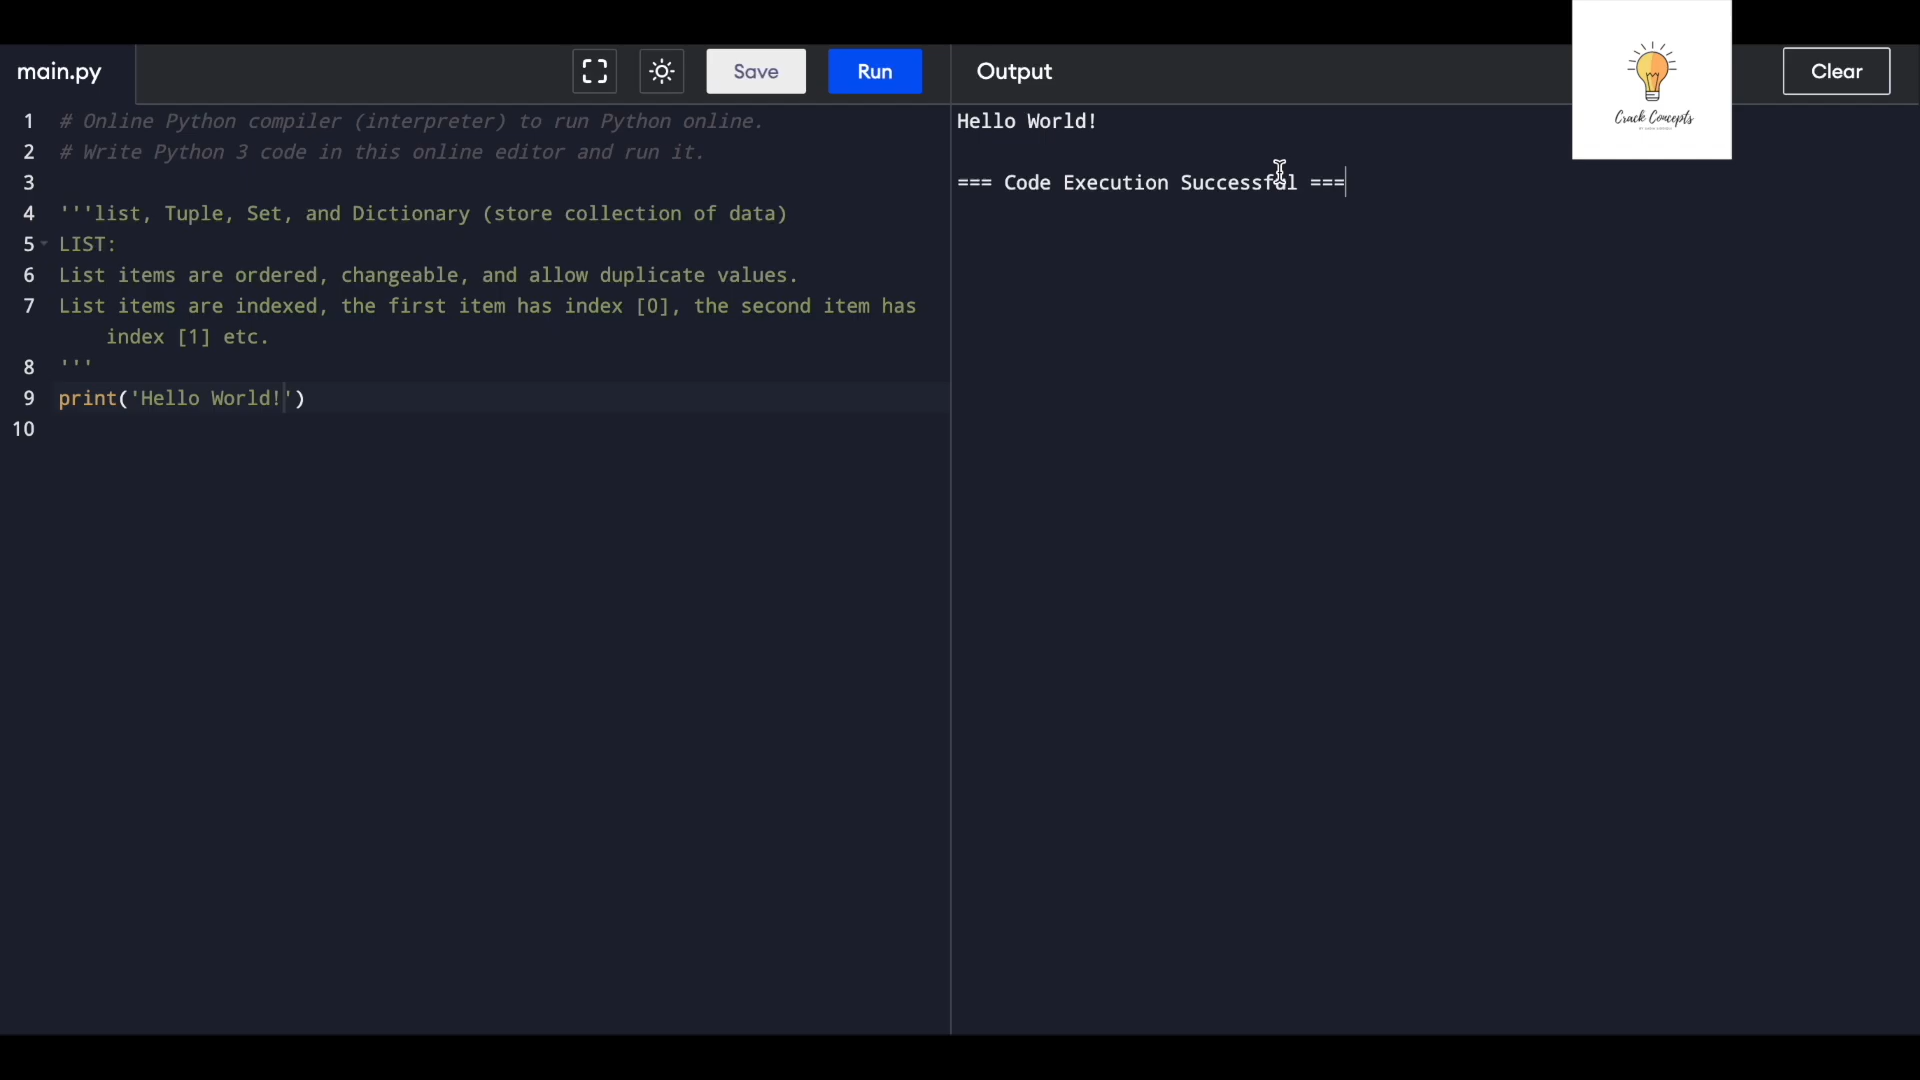 main.py
Save
Run
Output
Clear
Crack Concepts
1 # Online Python compiler (interpreter) to run Python online.
2 # Write Python 3 code in this online editor and run it.
3
4 '''list, Tuple, Set, and Dictionary (store collection of data)
5 LIST:
6 List items are ordered, changeable, and allow duplicate values.
7 List items are indexed, the first item has index [0], the second item has
index [1] etc.
8 '''
9 print('Hello World!')
10
Hello World!
=== Code Execution Successful ===